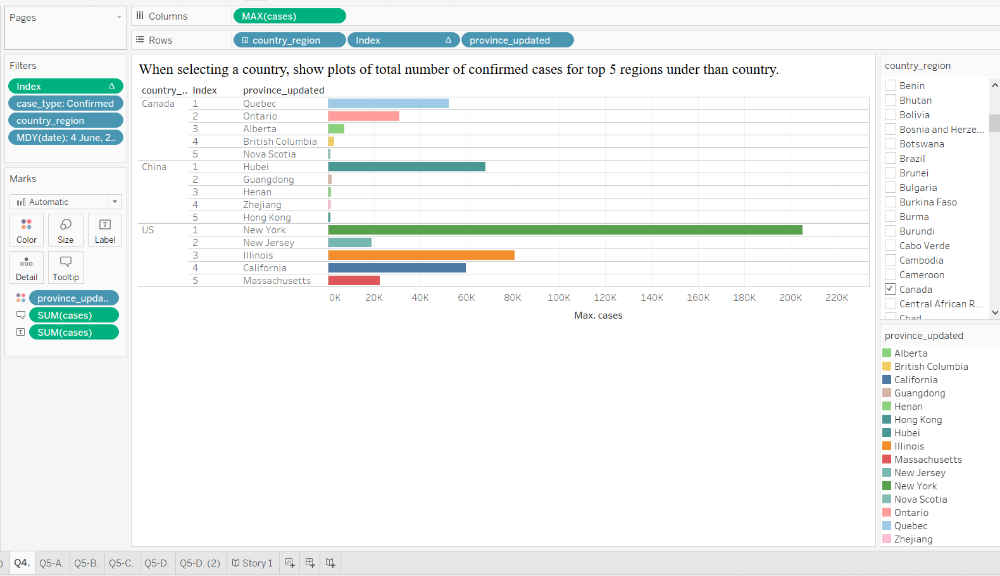 Pages
Columns
MAX(cases)
Rows
country_region
Index
province_updated
Filters
Index
case_type: Confirmed
country_region
MDY(date): 4 June, 2..
Marks
Automatic
Color
Size
Label
Detail
Tooltip
province_upda..
SUM(cases)
SUM(cases)
When selecting a country, show plots of total number of confirmed cases for top 5 regions under than country.
country_.. Index province_updated
Canada 1 Quebec
2 Ontario
3 Alberta
4 British Columbia
5 Nova Scotia
China 1 Hubei
2 Guangdong
3 Henan
4 Zhejiang
5 Hong Kong
US 1 New York
2 New Jersey
3 Illinois
4 California
5 Massachusetts
0K 20K 40K 60K 80K 100K 120K 140K 160K 180K 200K 220K
Max. cases
country_region
Benin
Bhutan
Bolivia
Bosnia and Herze...
Botswana
Brazil
Brunei
Bulgaria
Burkina Faso
Burma
Burundi
Cabo Verde
Cambodia
Cameroon
Canada
Central African R...
Chad
province_updated
Alberta
British Columbia
California
Guangdong
Henan
Hong Kong
Hubei
Illinois
Massachusetts
New Jersey
New York
Nova Scotia
Ontario
Quebec
Zhejiang
) Q4. Q5-A. Q5-B. Q5-C. Q5-D. Q5-D. (2) Story 1